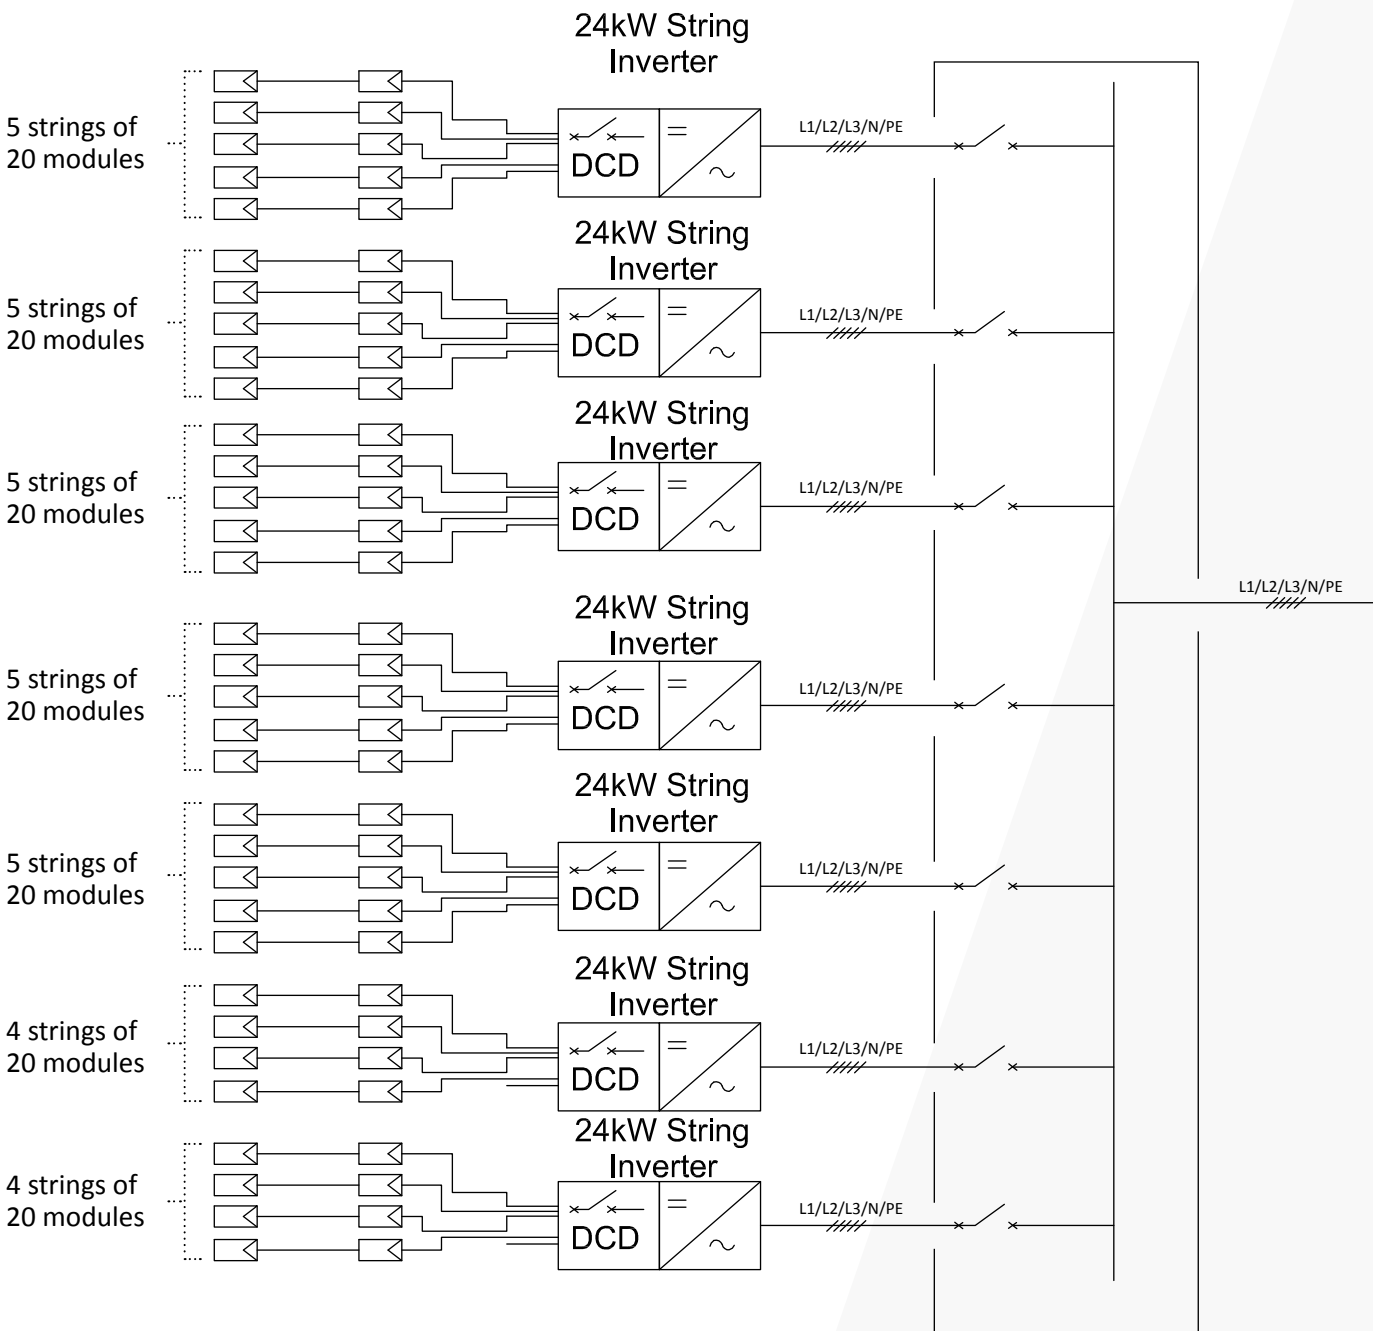 24kW String
Inverter
5 strings of
20 modules
DCD
L1/L2/L3/N/PE
24kW String
Inverter
5 strings of
20 modules
DCD
L1/L2/L3/N/PE
24kW String
Inverter
5 strings of
20 modules
DCD
L1/L2/L3/N/PE
L1/L2/L3/N/PE
24kW String
Inverter
5 strings of
20 modules
DCD
L1/L2/L3/N/PE
24kW String
Inverter
5 strings of
20 modules
DCD
L1/L2/L3/N/PE
24kW String
Inverter
4 strings of
20 modules
DCD
L1/L2/L3/N/PE
24kW String
Inverter
4 strings of
20 modules
DCD
L1/L2/L3/N/PE